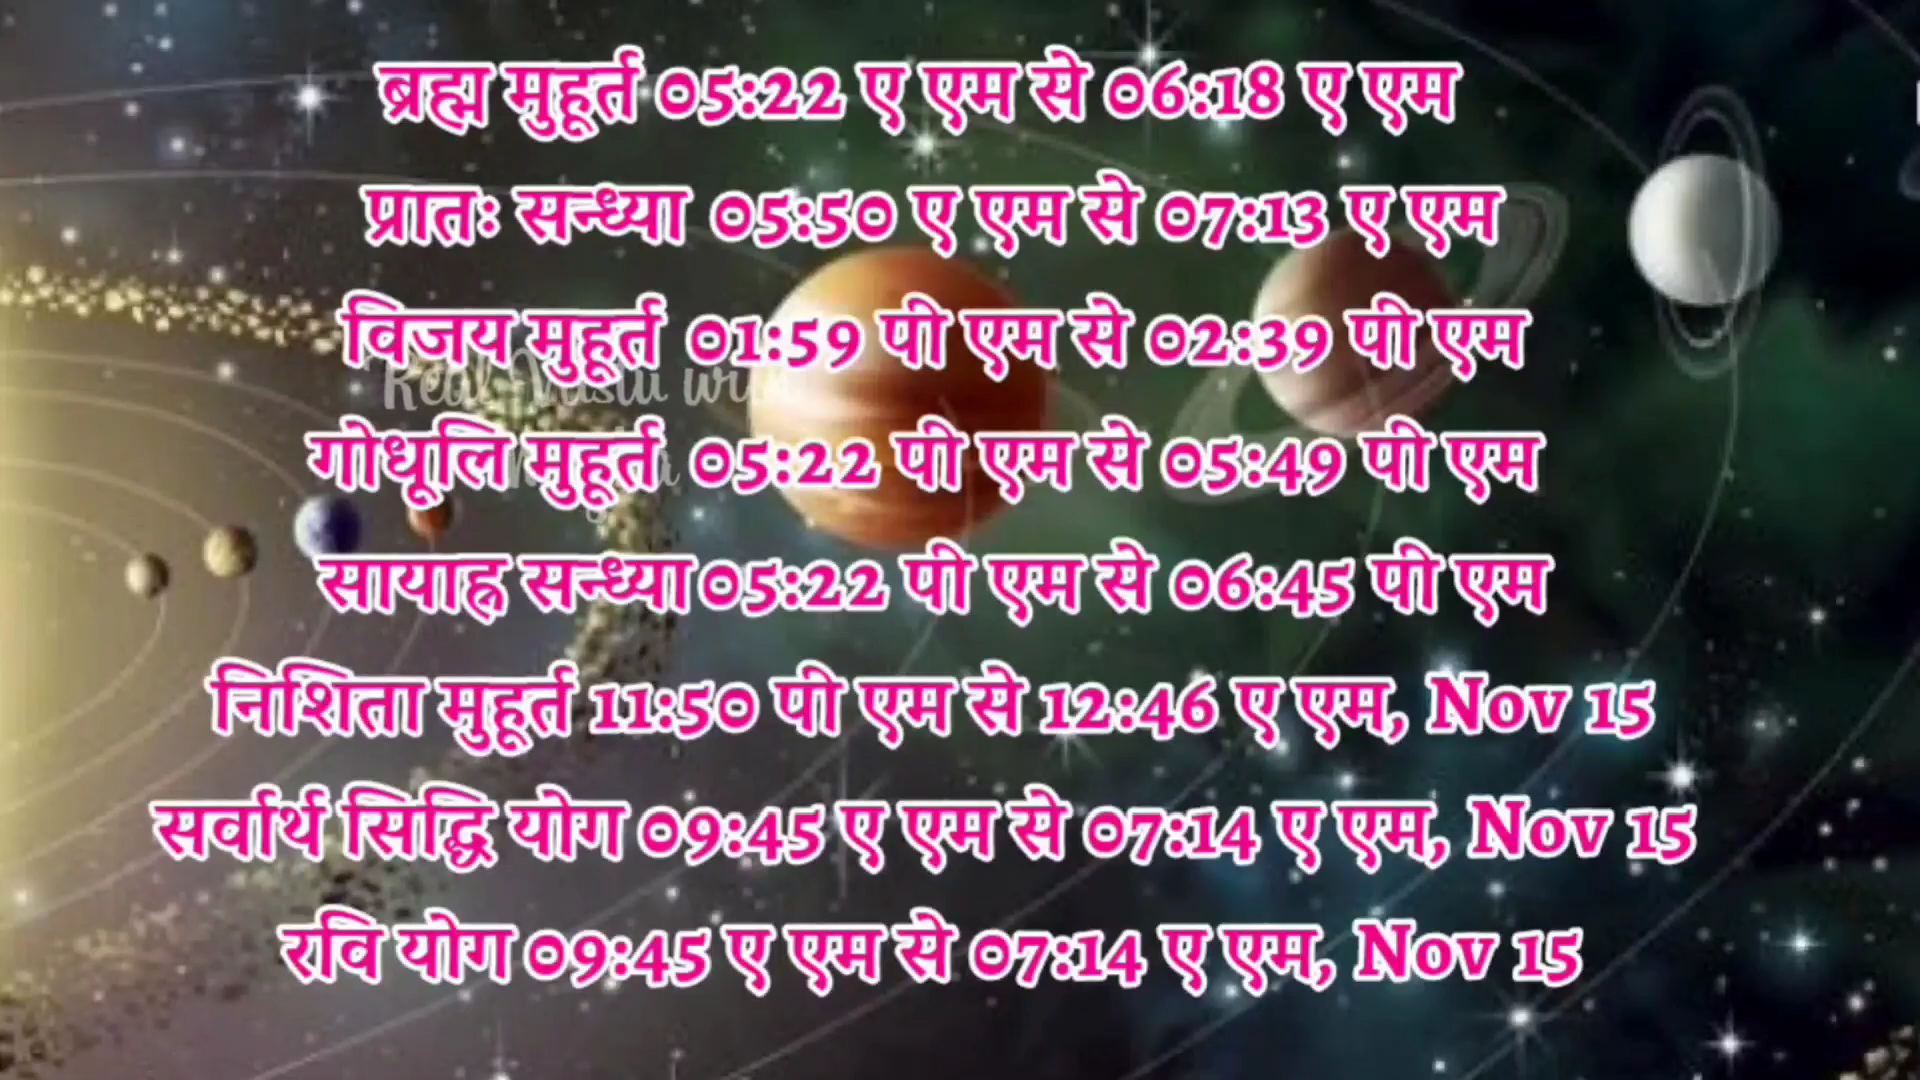 ब्रह्म मुहूर्त 05:22 ए एम से 06:18 ए एम
प्रातः सन्ध्या 05:50 ए एम से 07:13 ए एम
विजय मुहूर्त 01:59 पी एम से 02:39 पी एम
Real Vastu with
गोधूलि मुहूर्त 05:22 पी एम से 05:49 पी एम
सायाह्न सन्ध्या 05:22 पी एम से 06:45 पी एम
निशिता मुहूर्त 11:50 पी एम से 12:46 ए एम, Nov 15
सर्वार्थ सिद्धि योग 09:45 ए एम से 07:14 ए एम, Nov 15
रवि योग 09:45 ए एम से 07:14 ए एम, Nov 15